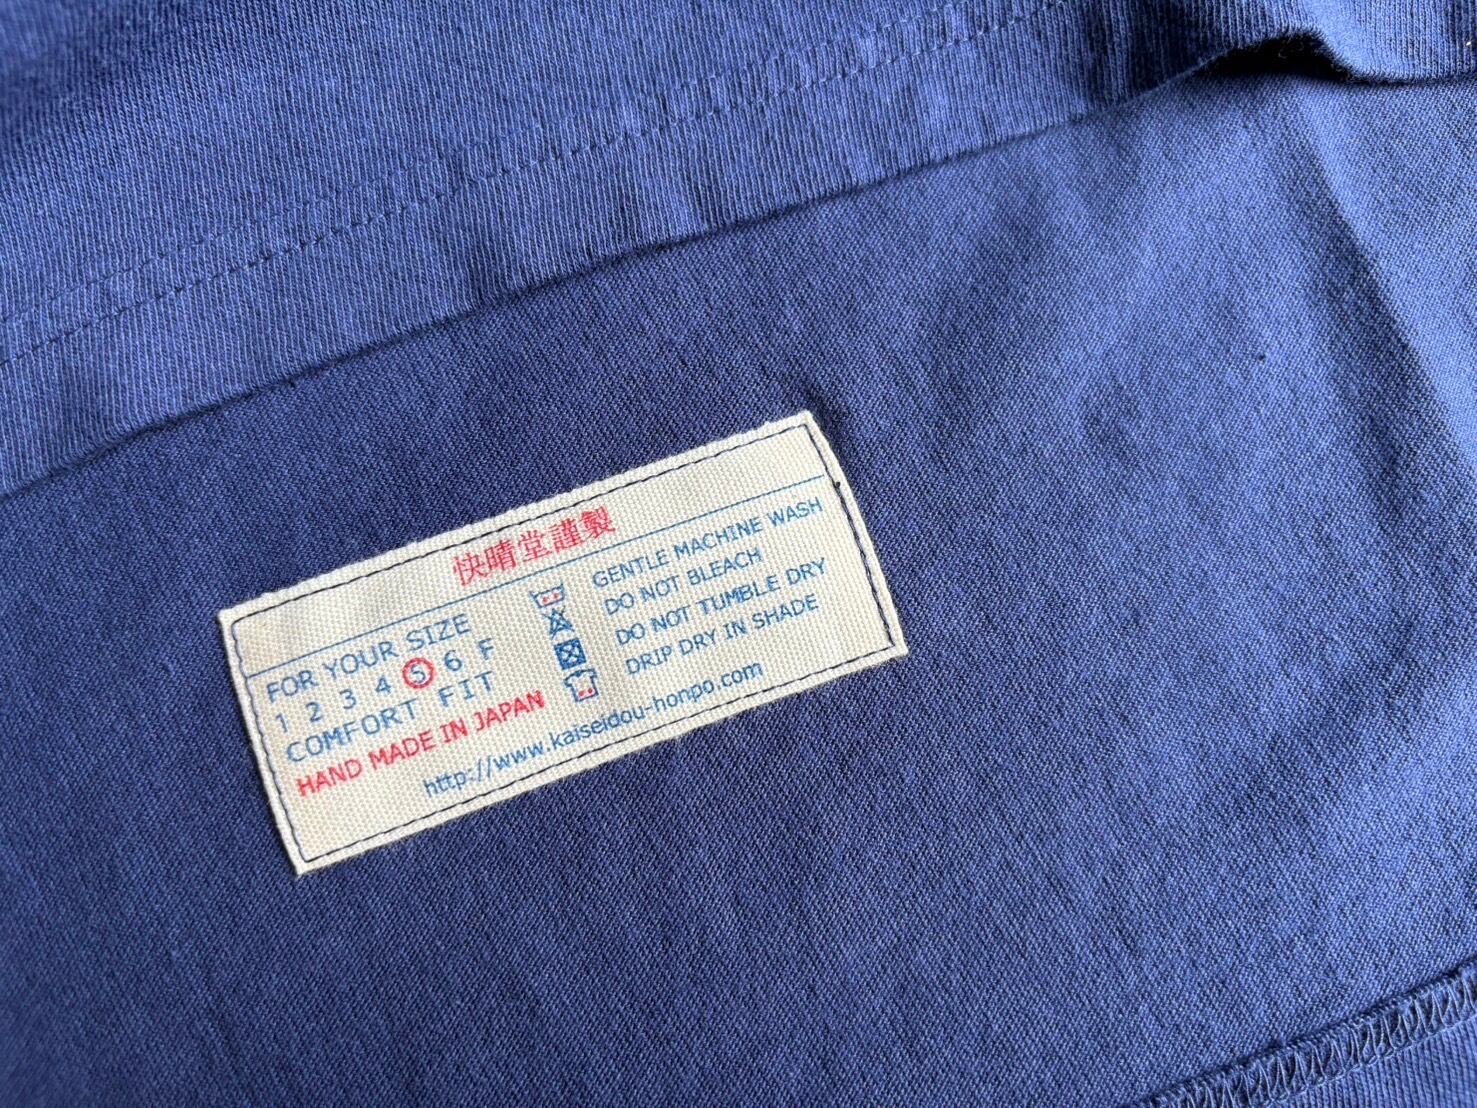 快晴堂謹製
FOR YOUR SIZE
1 2 3 4 5 6 F
COMFORT FIT
HAND MADE IN JAPAN
GENTLE MACHINE WASH
DO NOT BLEACH
DO NOT TUMBLE DRY
DRIP DRY IN SHADE
http://www.kaiseidou-honpo.com